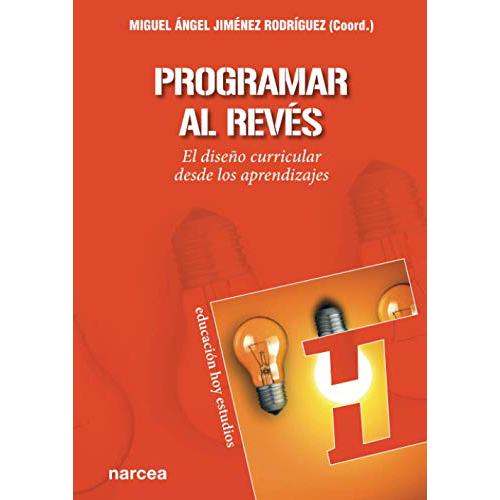 MIGUEL ÁNGEL JIMÉNEZ RODRÍGUEZ (Coord.)
PROGRAMAR
AL REVÉS
El diseño curricular
desde los aprendizajes
educación hoy estudios
narcea